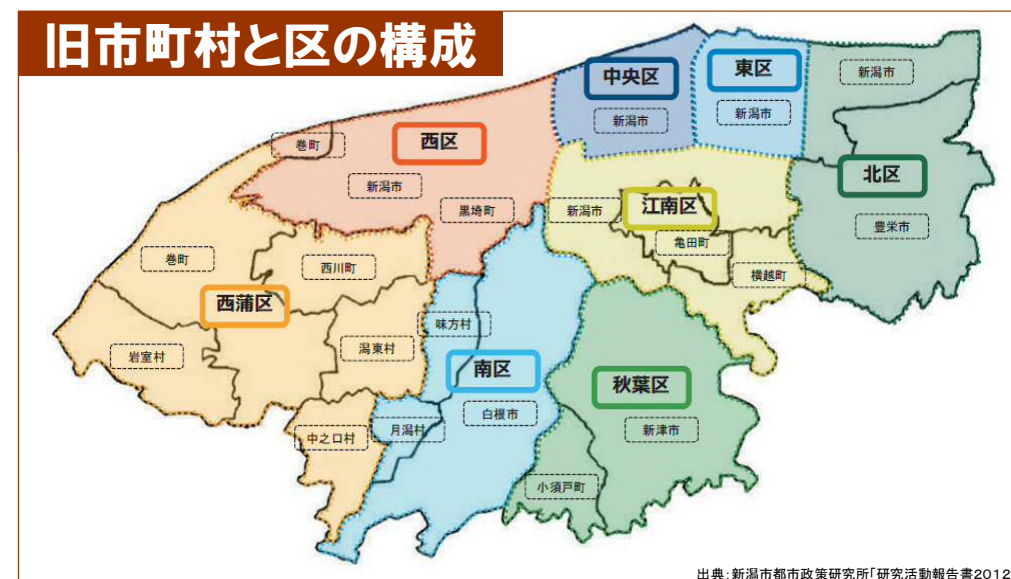 旧市町村と区の構成
中央区
東区
新潟市
新潟市
新潟市
巻町
西区
北区
新潟市
黒埼町
新潟市
江南区
豊栄市
亀田町
巻町
西川町
横越町
西蒲区
味方村
岩室村
潟東村
南区
秋葉区
中之口村
月潟村
白根市
新津市
小須戸町
出典:新潟市都市政策研究所「研究活動報告書2012